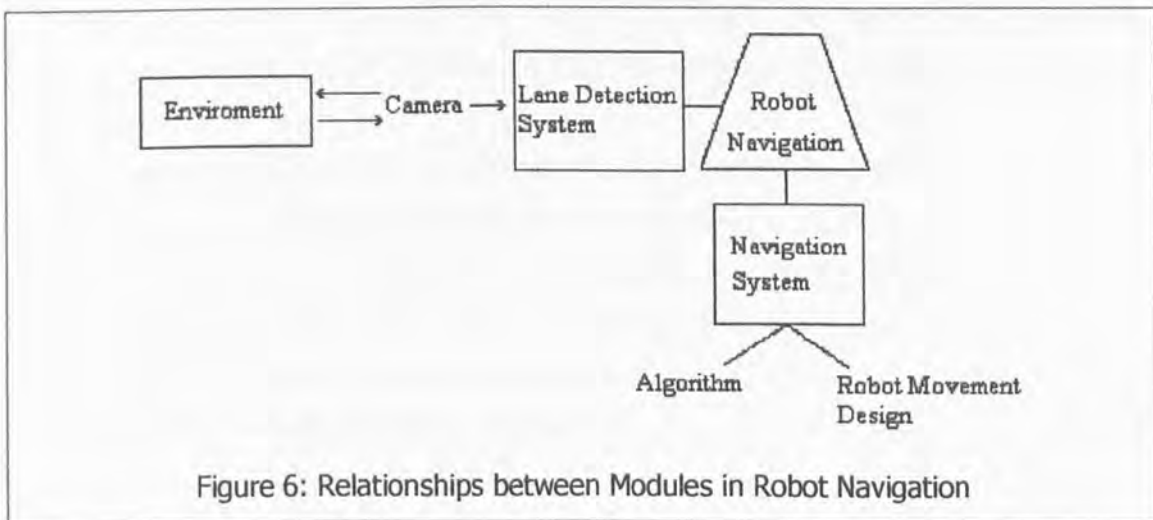 Enviroment
Camera
Lane Detection
System
Robot
Navigation
Navigation
System
Algorithm
Robot Movement
Design
Figure 6: Relationships between Modules in Robot Navigation